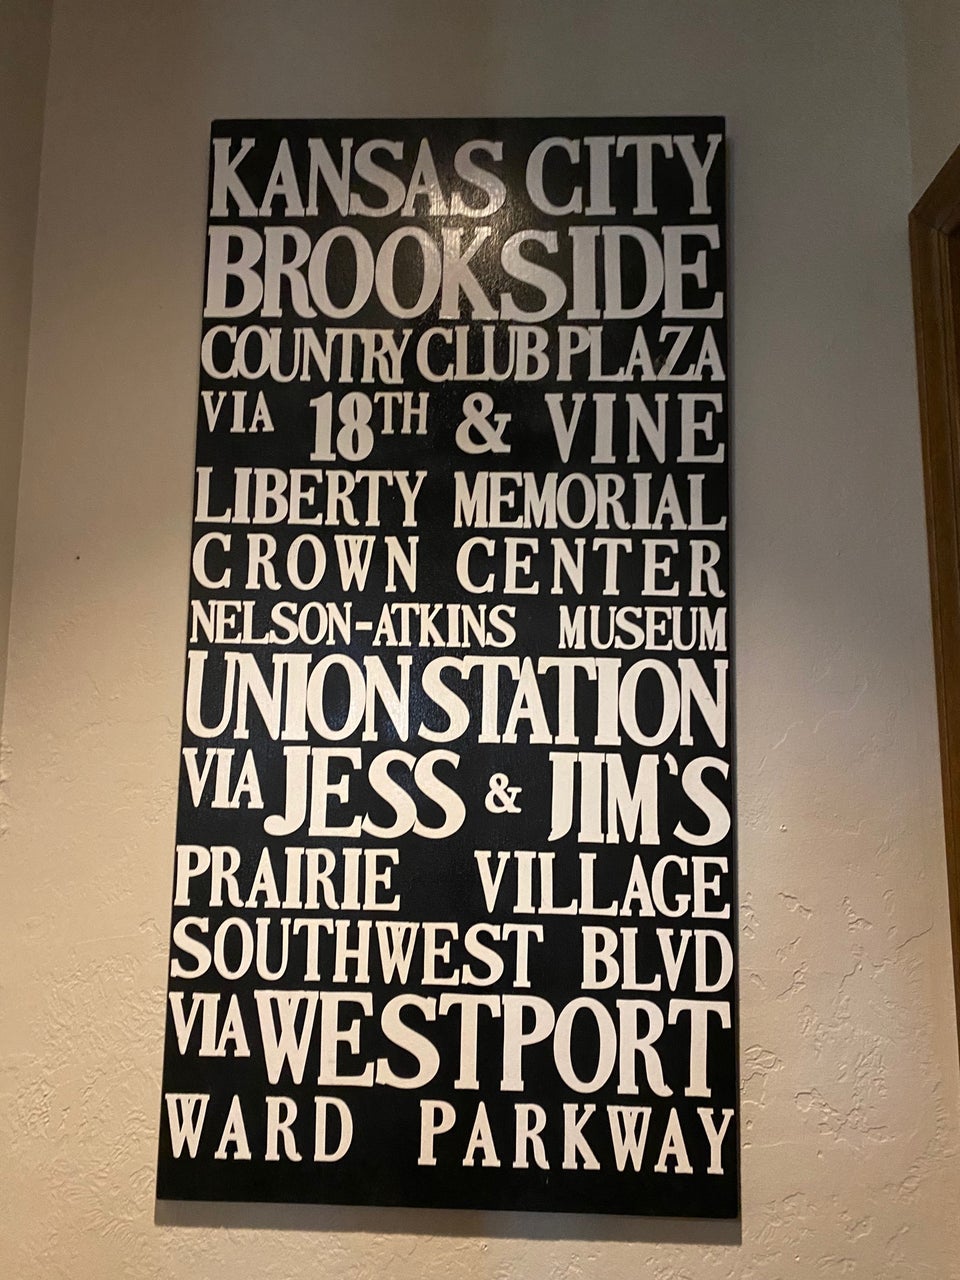 KANSAS CITY
BROOKSIDE
COUNTRY CLUB PLAZA
VIA 18TH & VINE
LIBERTY MEMORIAL
CROWN CENTER
NELSON-ATKINS MUSEUM
UNION STATION
VIA JESS & JIM'S
PRAIRIE VILLAGE
SOUTHWEST BLVD
VIA WESTPORT
WARD PARKWAY